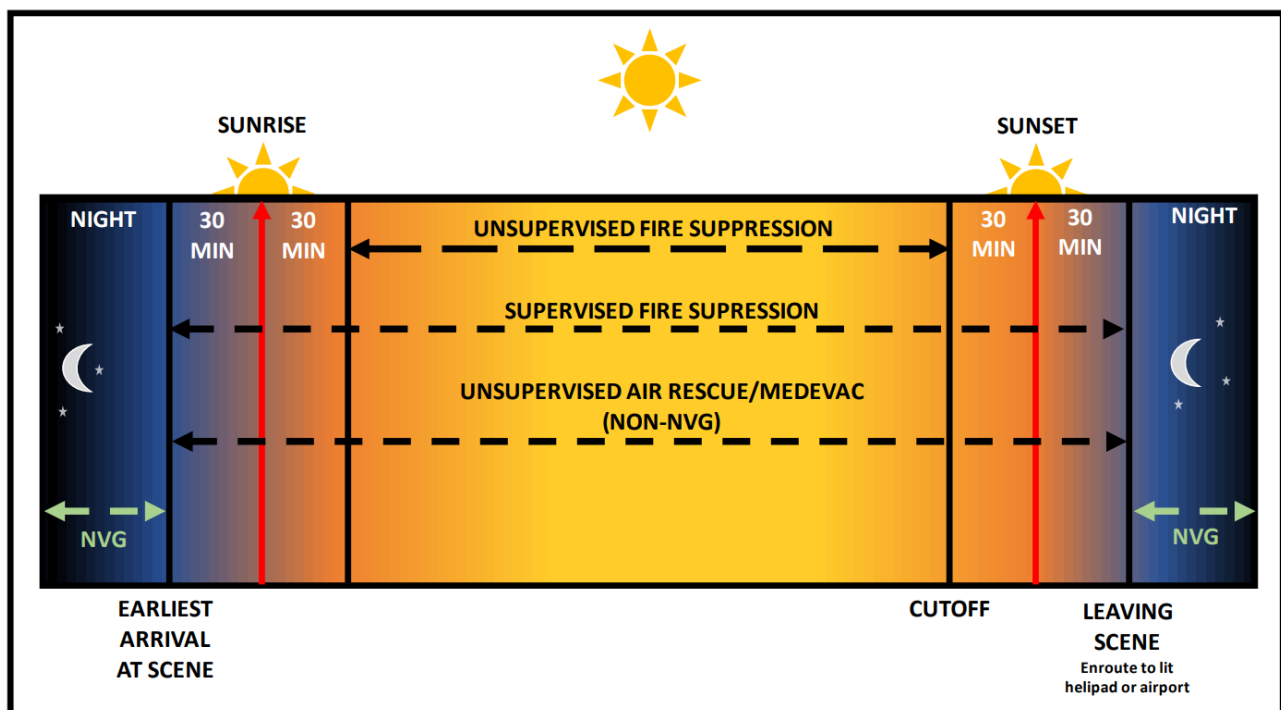 SUNRISE
SUNSET
NIGHT
30
MIN
30
MIN
UNSUPERVISED FIRE SUPPRESSION
30
MIN
30
MIN
NIGHT
SUPERVISED FIRE SUPRESSION
UNSUPERVISED AIR RESCUE/MEDEVAC
(NON-NVG)
NVG
NVG
EARLIEST
ARRIVAL
AT SCENE
CUTOFF
LEAVING
SCENE
Enroute to lit
helipad or airport